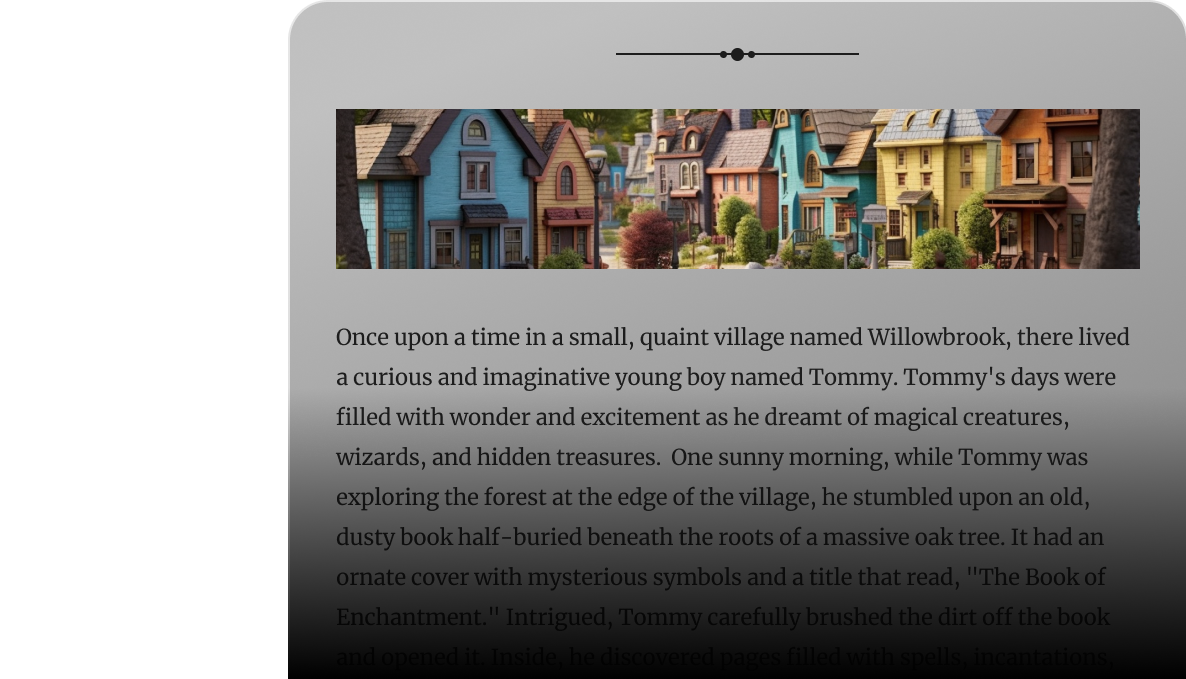 Once upon a time in a small, quaint village named Willowbrook, there lived
a curious and imaginative young boy named Tommy. Tommy's days were
filled with wonder and excitement as he dreamt of magical creatures,
wizards, and hidden treasures.  One sunny morning, while Tommy was
exploring the forest at the edge of the village, he stumbled upon an old,
dusty book half-buried beneath the roots of a massive oak tree. It had an
ornate cover with mysterious symbols and a title that read, "The Book of
Enchantment." Intrigued, Tommy carefully brushed the dirt off the book
and opened it. Inside, he discovered pages filled with spells, incantations,